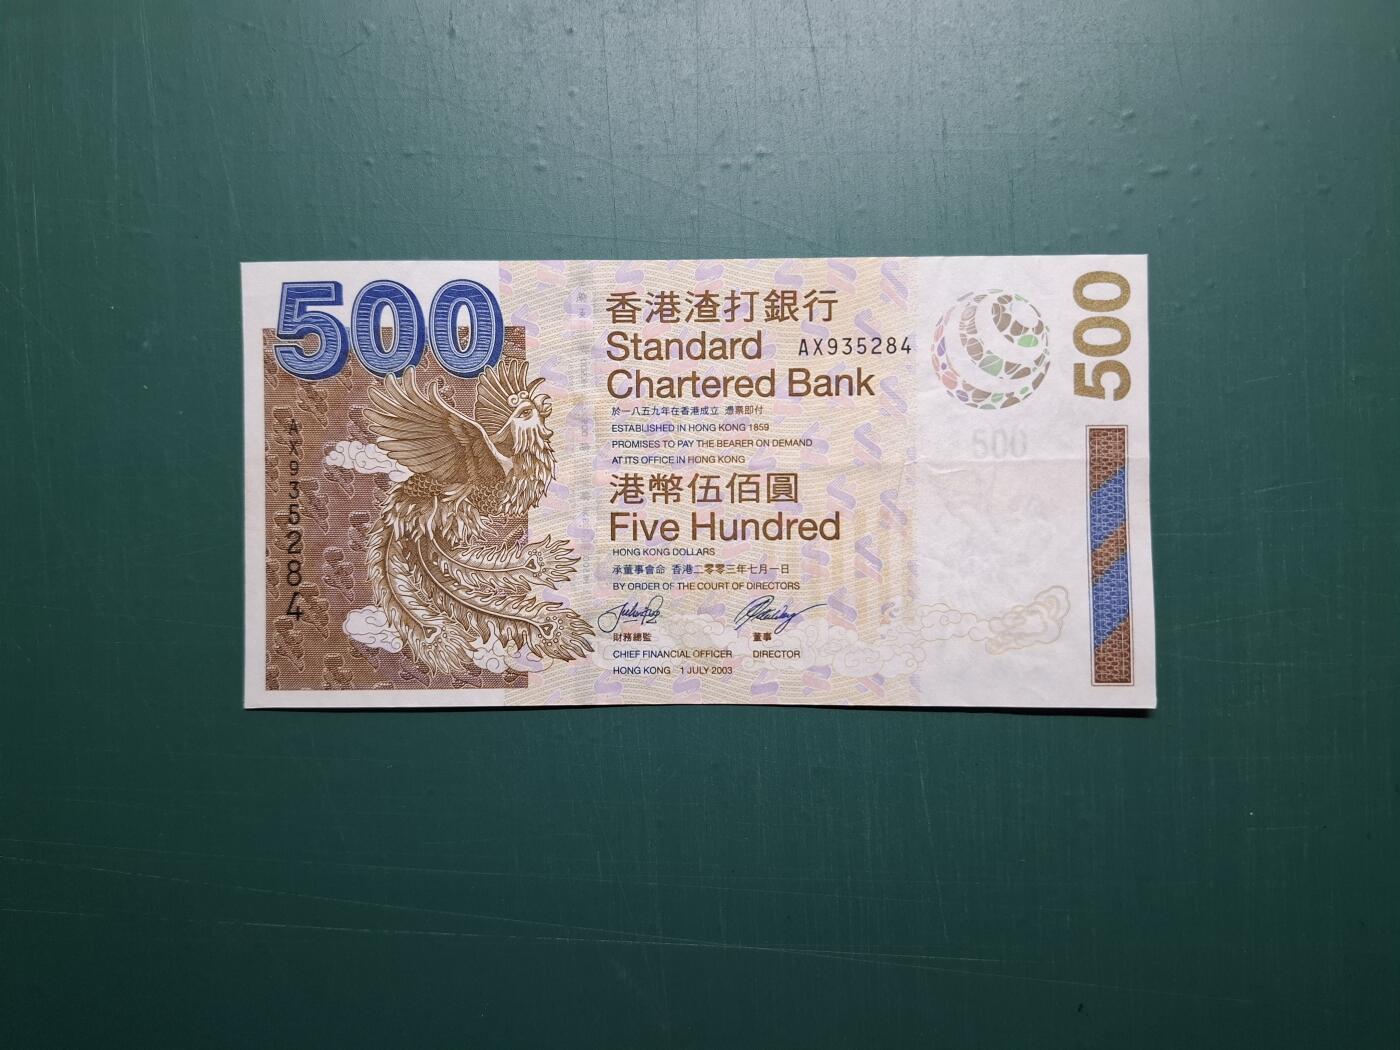 500
香港渣打銀行
Standard
Chartered Bank
AX935284
於一八五九年在香港成立 憑票即付
ESTABLISHED IN HONG KONG 1859
PROMISES TO PAY THE BEARER ON DEMAND
AT ITS OFFICE IN HONG KONG
港幣伍佰圓
Five Hundred
HONG KONG DOLLARS
承董事會命 香港二零零三年七月一日
BY ORDER OF THE COURT OF DIRECTORS
財務總監 董事
CHIEF FINANCIAL OFFICER DIRECTOR
HONG KONG 1 JULY 2003
AX935284
500
500